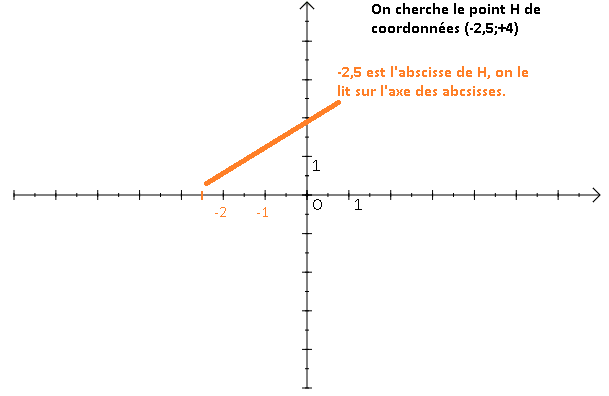 On cherche le point H de
coordonnées (-2,5;+4)
-2,5 est l'abscisse de H, on le
lit sur l'axe des abcsisses.
1
-2 -1 O 1